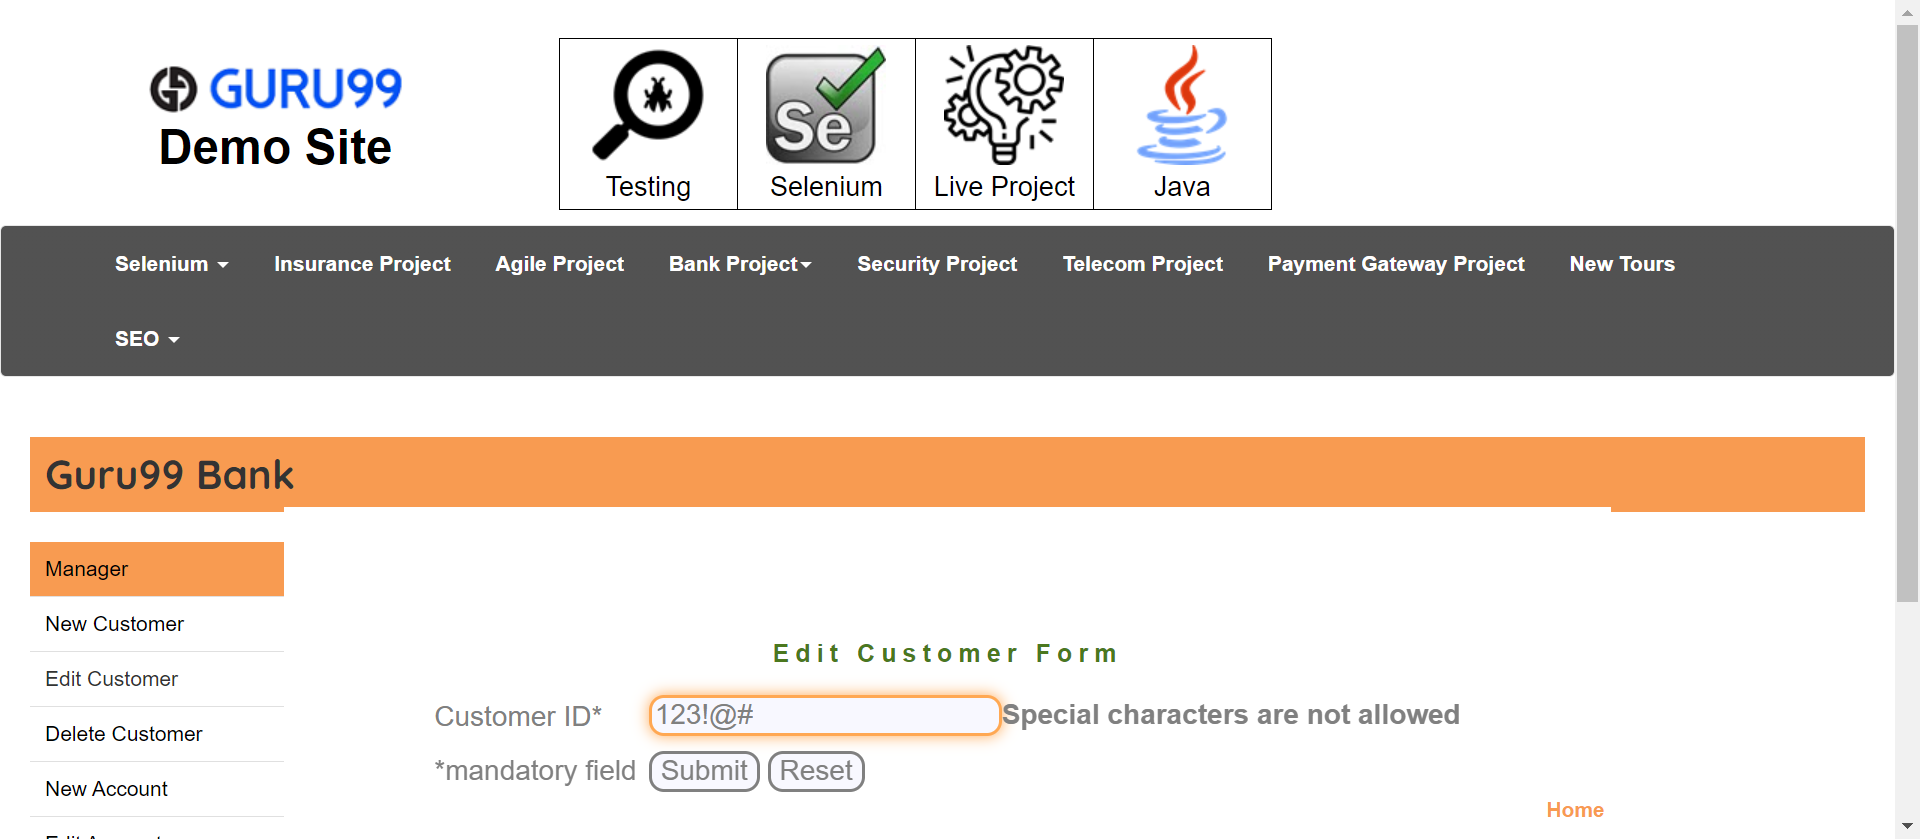 GURU99
Demo Site
Se
Testing
Selenium
Live Project
Java
Selenium
Insurance Project
Agile Project
Bank Project
Security Project
Telecom Project
Payment Gateway Project
New Tours
SEO
Guru99 Bank
Manager
New Customer
Edit Customer
Delete Customer
New Account
Edit Customer Form
Customer ID* 123!@# Special characters are not allowed
*mandatory field Submit Reset
Home